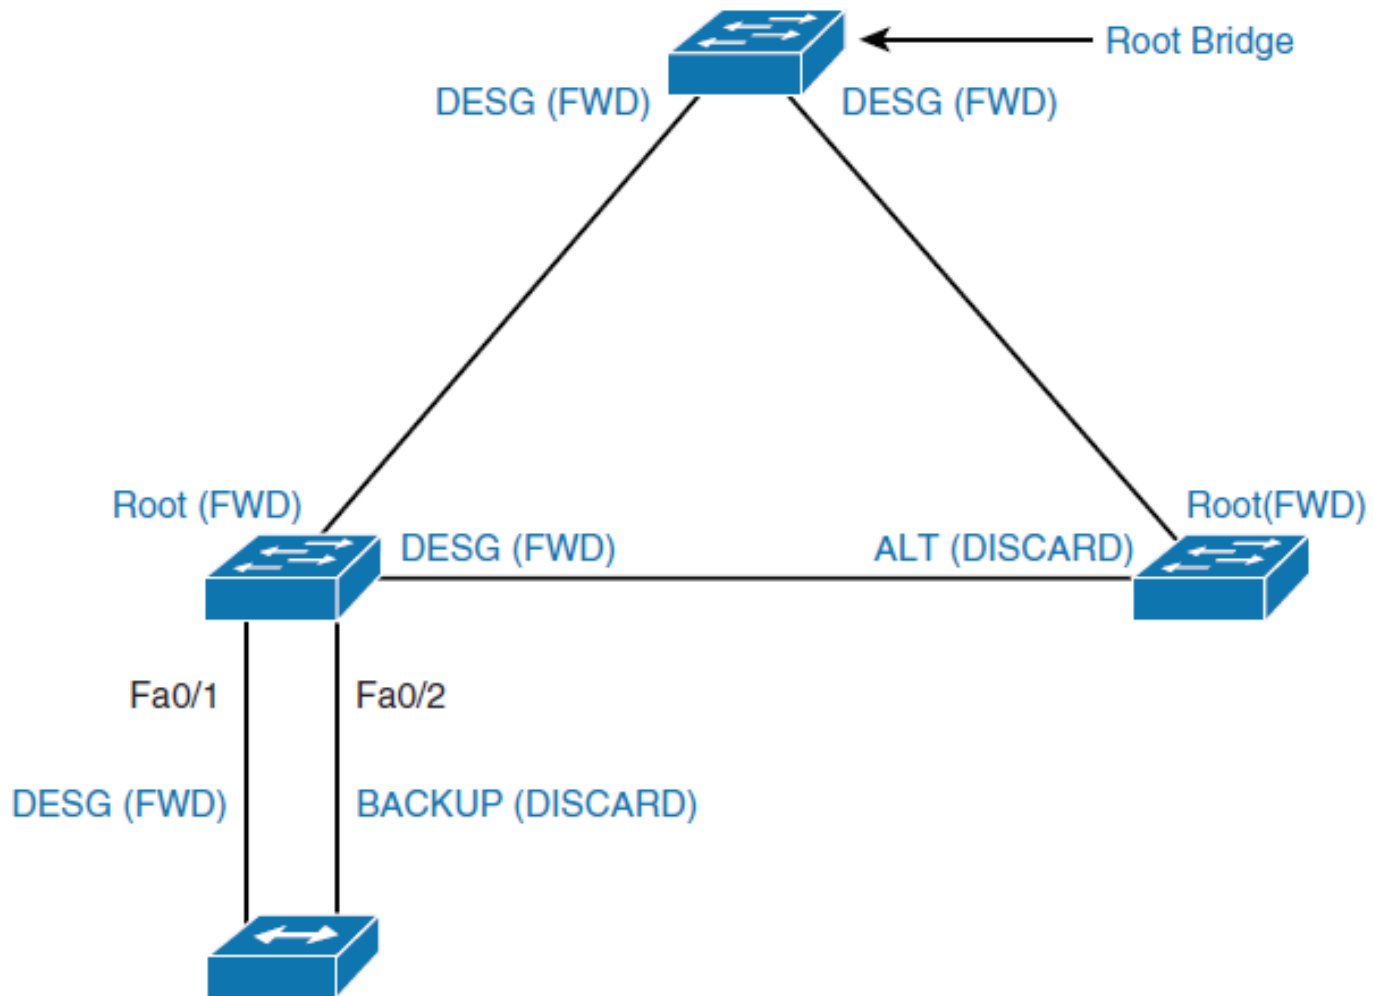 Root Bridge
DESG (FWD)
DESG (FWD)
Root (FWD)
Root(FWD)
DESG (FWD)
ALT (DISCARD)
Fa0/1
Fa0/2
DESG (FWD)
BACKUP (DISCARD)